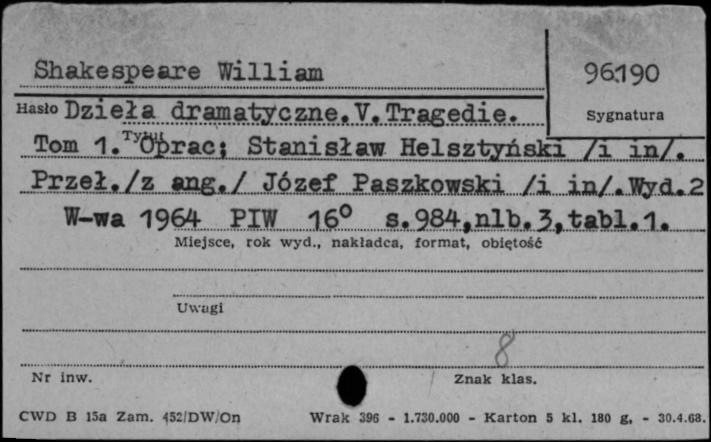 Shakespeare William
96190
Hasło Dzieła dramatyczne.V.Tragedie.
Sygnatura
Tytuł
Tom 1. Oprac: Stanisław Helsztyński /i in/.
Przeł./z ang./ Józef Paszkowski /i in/.Wyd.2
W-wa 1964 PIW 16° s.984,nlb.3,tabl.1.
Miejsce, rok wyd., nakładca, format, obiętość
Uwagi
8
Nr inw.
Znak klas.
CWD B 15a Zam. 452/DW/On
Wrak 396 - 1.730.000 - Karton 5 kl. 180 g. - 30.4.68.